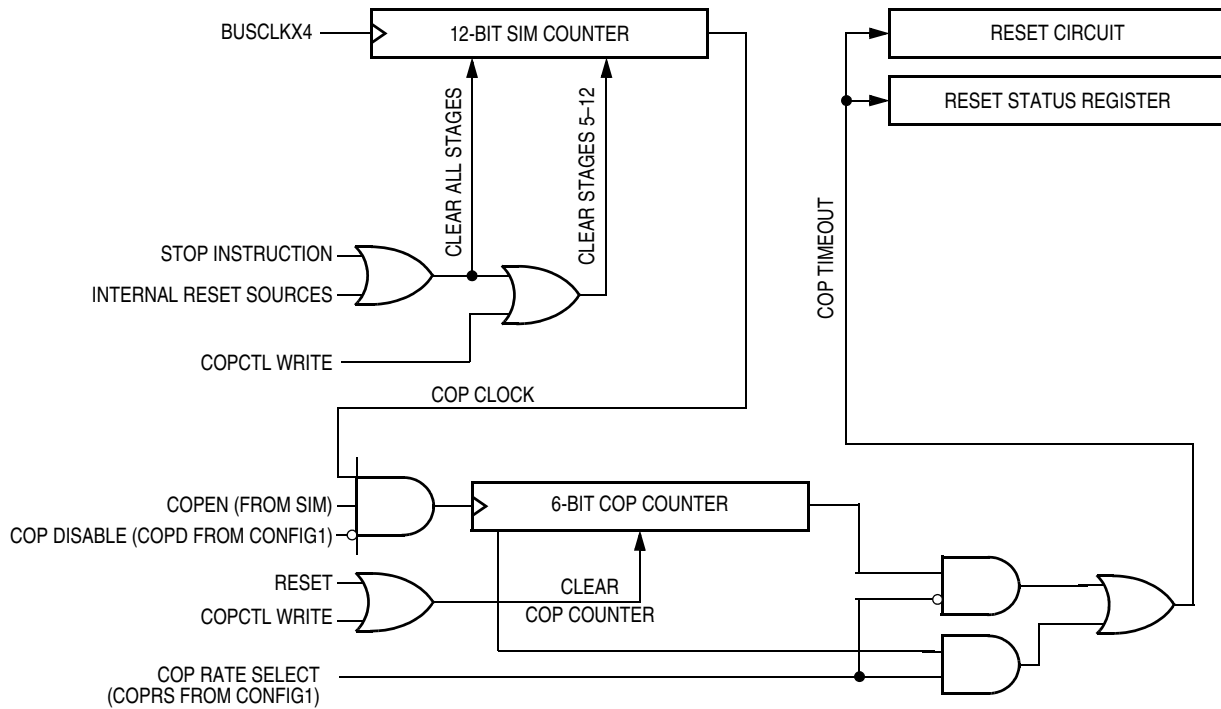 BUSCLKX4
12-BIT SIM COUNTER
RESET CIRCUIT
RESET STATUS REGISTER
CLEAR ALL STAGES
CLEAR STAGES 5–12
COP TIMEOUT
STOP INSTRUCTION
INTERNAL RESET SOURCES
COPCTL WRITE
COP CLOCK
COPEN (FROM SIM)
COP DISABLE (COPD FROM CONFIG1)
6-BIT COP COUNTER
RESET
COPCTL WRITE
CLEAR
COP COUNTER
COP RATE SELECT
(COPRS FROM CONFIG1)